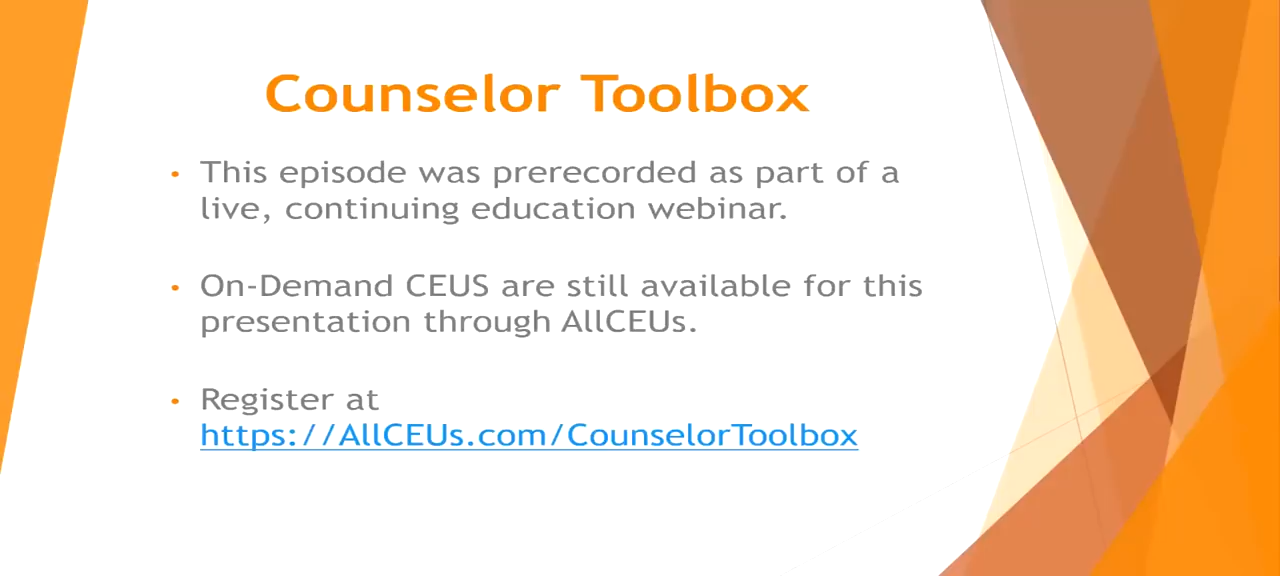 Counselor Toolbox
• This episode was prerecorded as part of a
live, continuing education webinar.
• On-Demand CEUS are still available for this
presentation through AllCEUs.
• Register at
https://AllCEUs.com/CounselorToolbox